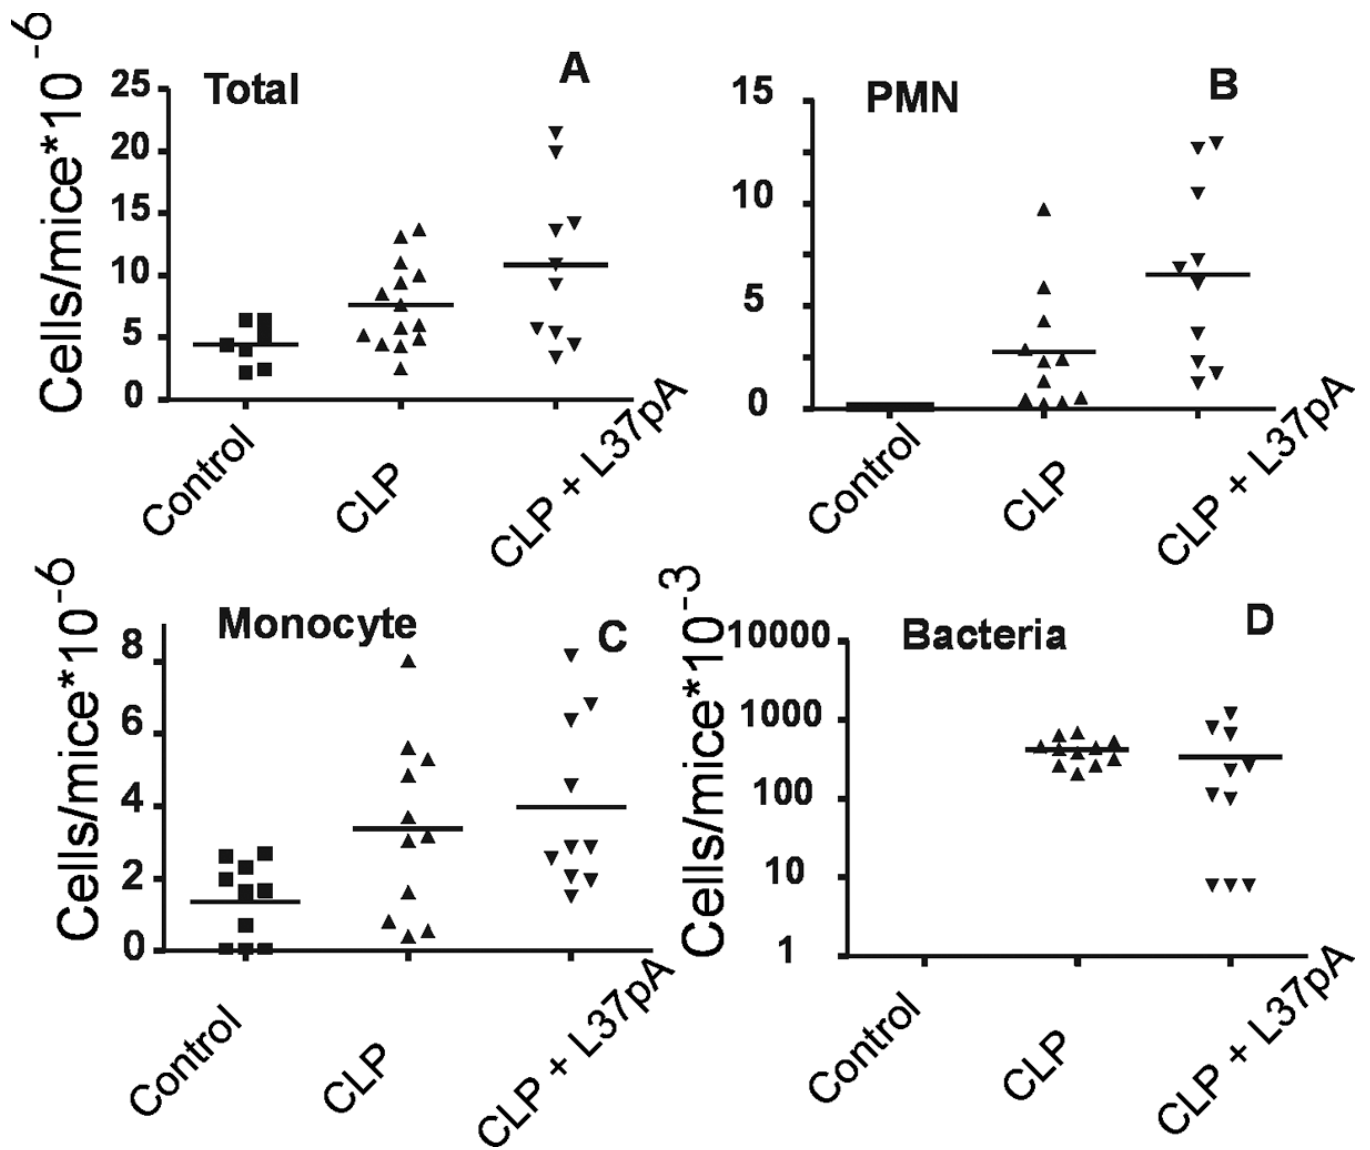 Cells/mice*10-6
25
20
15
10
5
0
Total
A
Control
CLP
CLP + L37pA
15
10
5
0
PMN
B
Control
CLP
CLP + L37pA
Cells/mice*10-6
8
6
4
2
0
Monocyte
C
Control
CLP
CLP + L37pA
Cells/mice*10-3
10000
1000
100
10
1
Bacteria
D
Control
CLP
CLP + L37pA